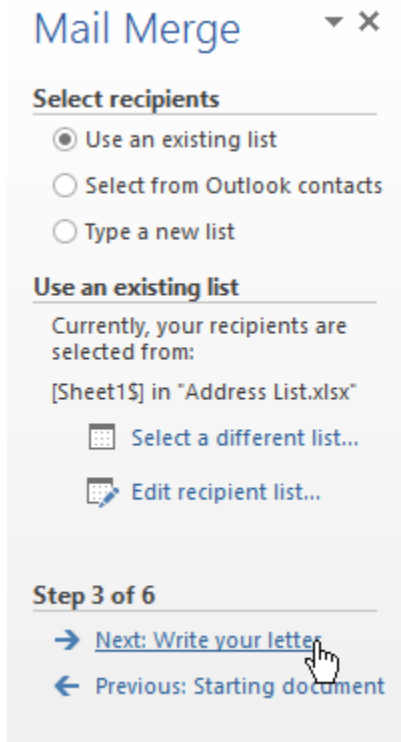 Mail Merge
Select recipients
Use an existing list
Select from Outlook contacts
Type a new list
Use an existing list
Currently, your recipients are
selected from:
[Sheet1$] in "Address List.xlsx"
Select a different list...
Edit recipient list...
Step 3 of 6
Next: Write your letter
Previous: Starting document